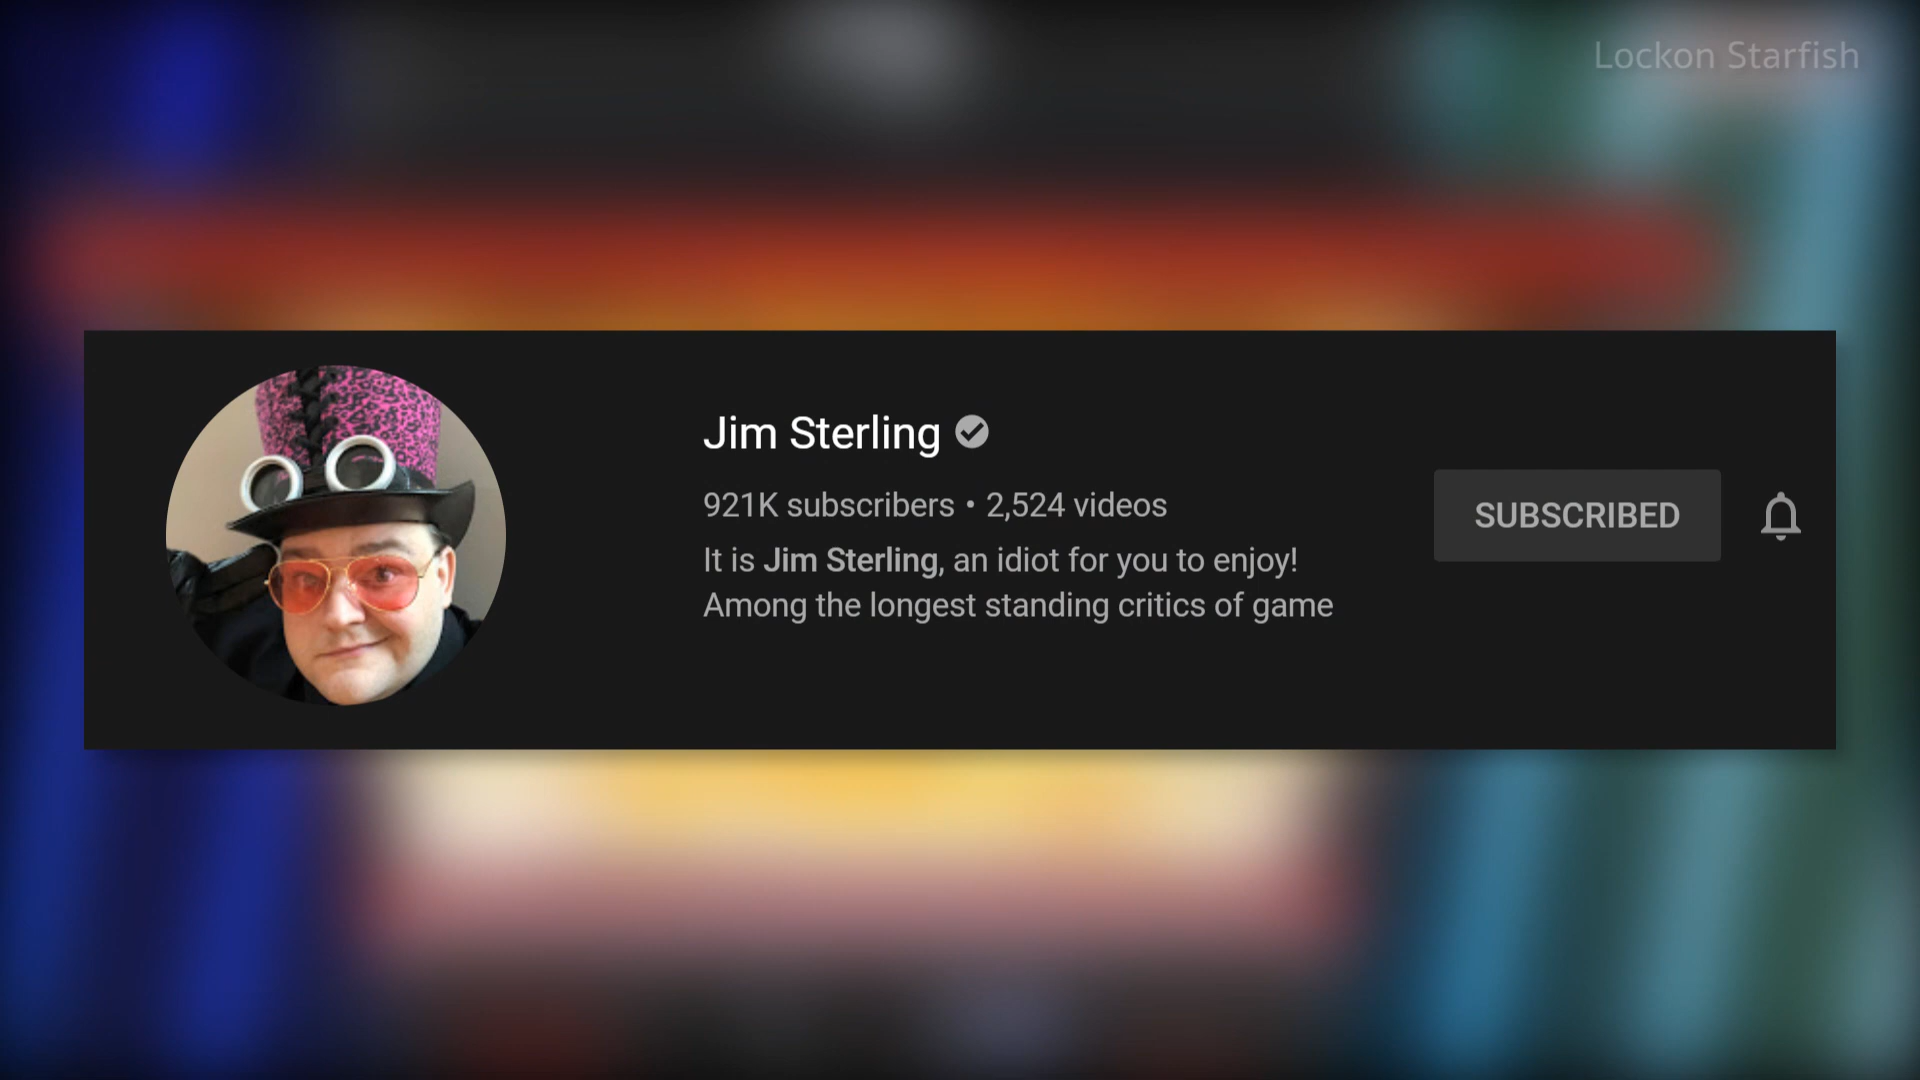 Lockon Starfish
Jim Sterling
921K subscribers • 2,524 videos
It is Jim Sterling, an idiot for you to enjoy!
Among the longest standing critics of game
SUBSCRIBED